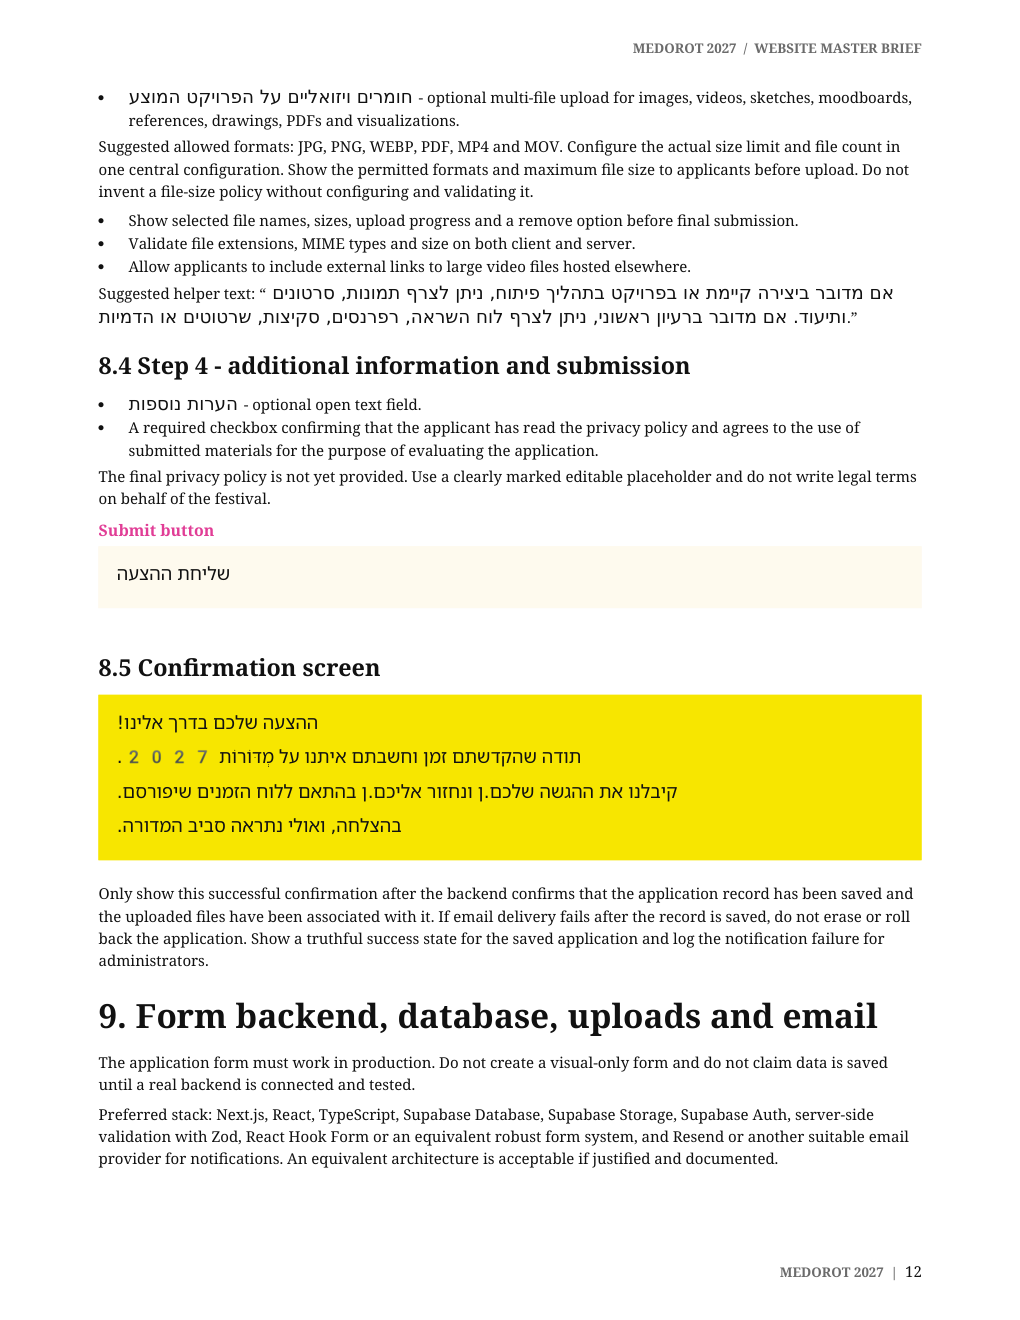 MEDOROT 2027 / WEBSITE MASTER BRIEF
• חומרים ויזואליים על הפרויקט המוצע - optional multi-file upload for images, videos, sketches, moodboards,
references, drawings, PDFs and visualizations.
Suggested allowed formats: JPG, PNG, WEBP, PDF, MP4 and MOV. Configure the actual size limit and file count in
one central configuration. Show the permitted formats and maximum file size to applicants before upload. Do not
invent a file-size policy without configuring and validating it.
• Show selected file names, sizes, upload progress and a remove option before final submission.
• Validate file extensions, MIME types and size on both client and server.
• Allow applicants to include external links to large video files hosted elsewhere.
Suggested helper text: “ אם מדובר ביצירה קיימת או בפרויקט בתהליך פיתוח, ניתן לצרף תמונות, סרטונים
ותיעוד. אם מדובר ברעיון ראשוני, ניתן לצרף לוח השראה, רפרנסים, סקיצות, שרטוטים או הדמיות.”
8.4 Step 4 - additional information and submission
• הערות נוספות - optional open text field.
• A required checkbox confirming that the applicant has read the privacy policy and agrees to the use of
submitted materials for the purpose of evaluating the application.
The final privacy policy is not yet provided. Use a clearly marked editable placeholder and do not write legal terms
on behalf of the festival.
Submit button
שליחת ההצעה
8.5 Confirmation screen
ההצעה שלכם בדרך אלינו!
תודה שהקדשתם זמן וחשבתם איתנו על מְדּוֹרוֹת 2027.
קיבלנו את ההגשה שלכם.ן ונחזור אליכם.ן בהתאם ללוח הזמנים שיפורסם.
בהצלחה, ואולי נתראה סביב המדורה.
Only show this successful confirmation after the backend confirms that the application record has been saved and
the uploaded files have been associated with it. If email delivery fails after the record is saved, do not erase or roll
back the application. Show a truthful success state for the saved application and log the notification failure for
administrators.
9. Form backend, database, uploads and email
The application form must work in production. Do not create a visual-only form and do not claim data is saved
until a real backend is connected and tested.
Preferred stack: Next.js, React, TypeScript, Supabase Database, Supabase Storage, Supabase Auth, server-side
validation with Zod, React Hook Form or an equivalent robust form system, and Resend or another suitable email
provider for notifications. An equivalent architecture is acceptable if justified and documented.
MEDOROT 2027 | 12